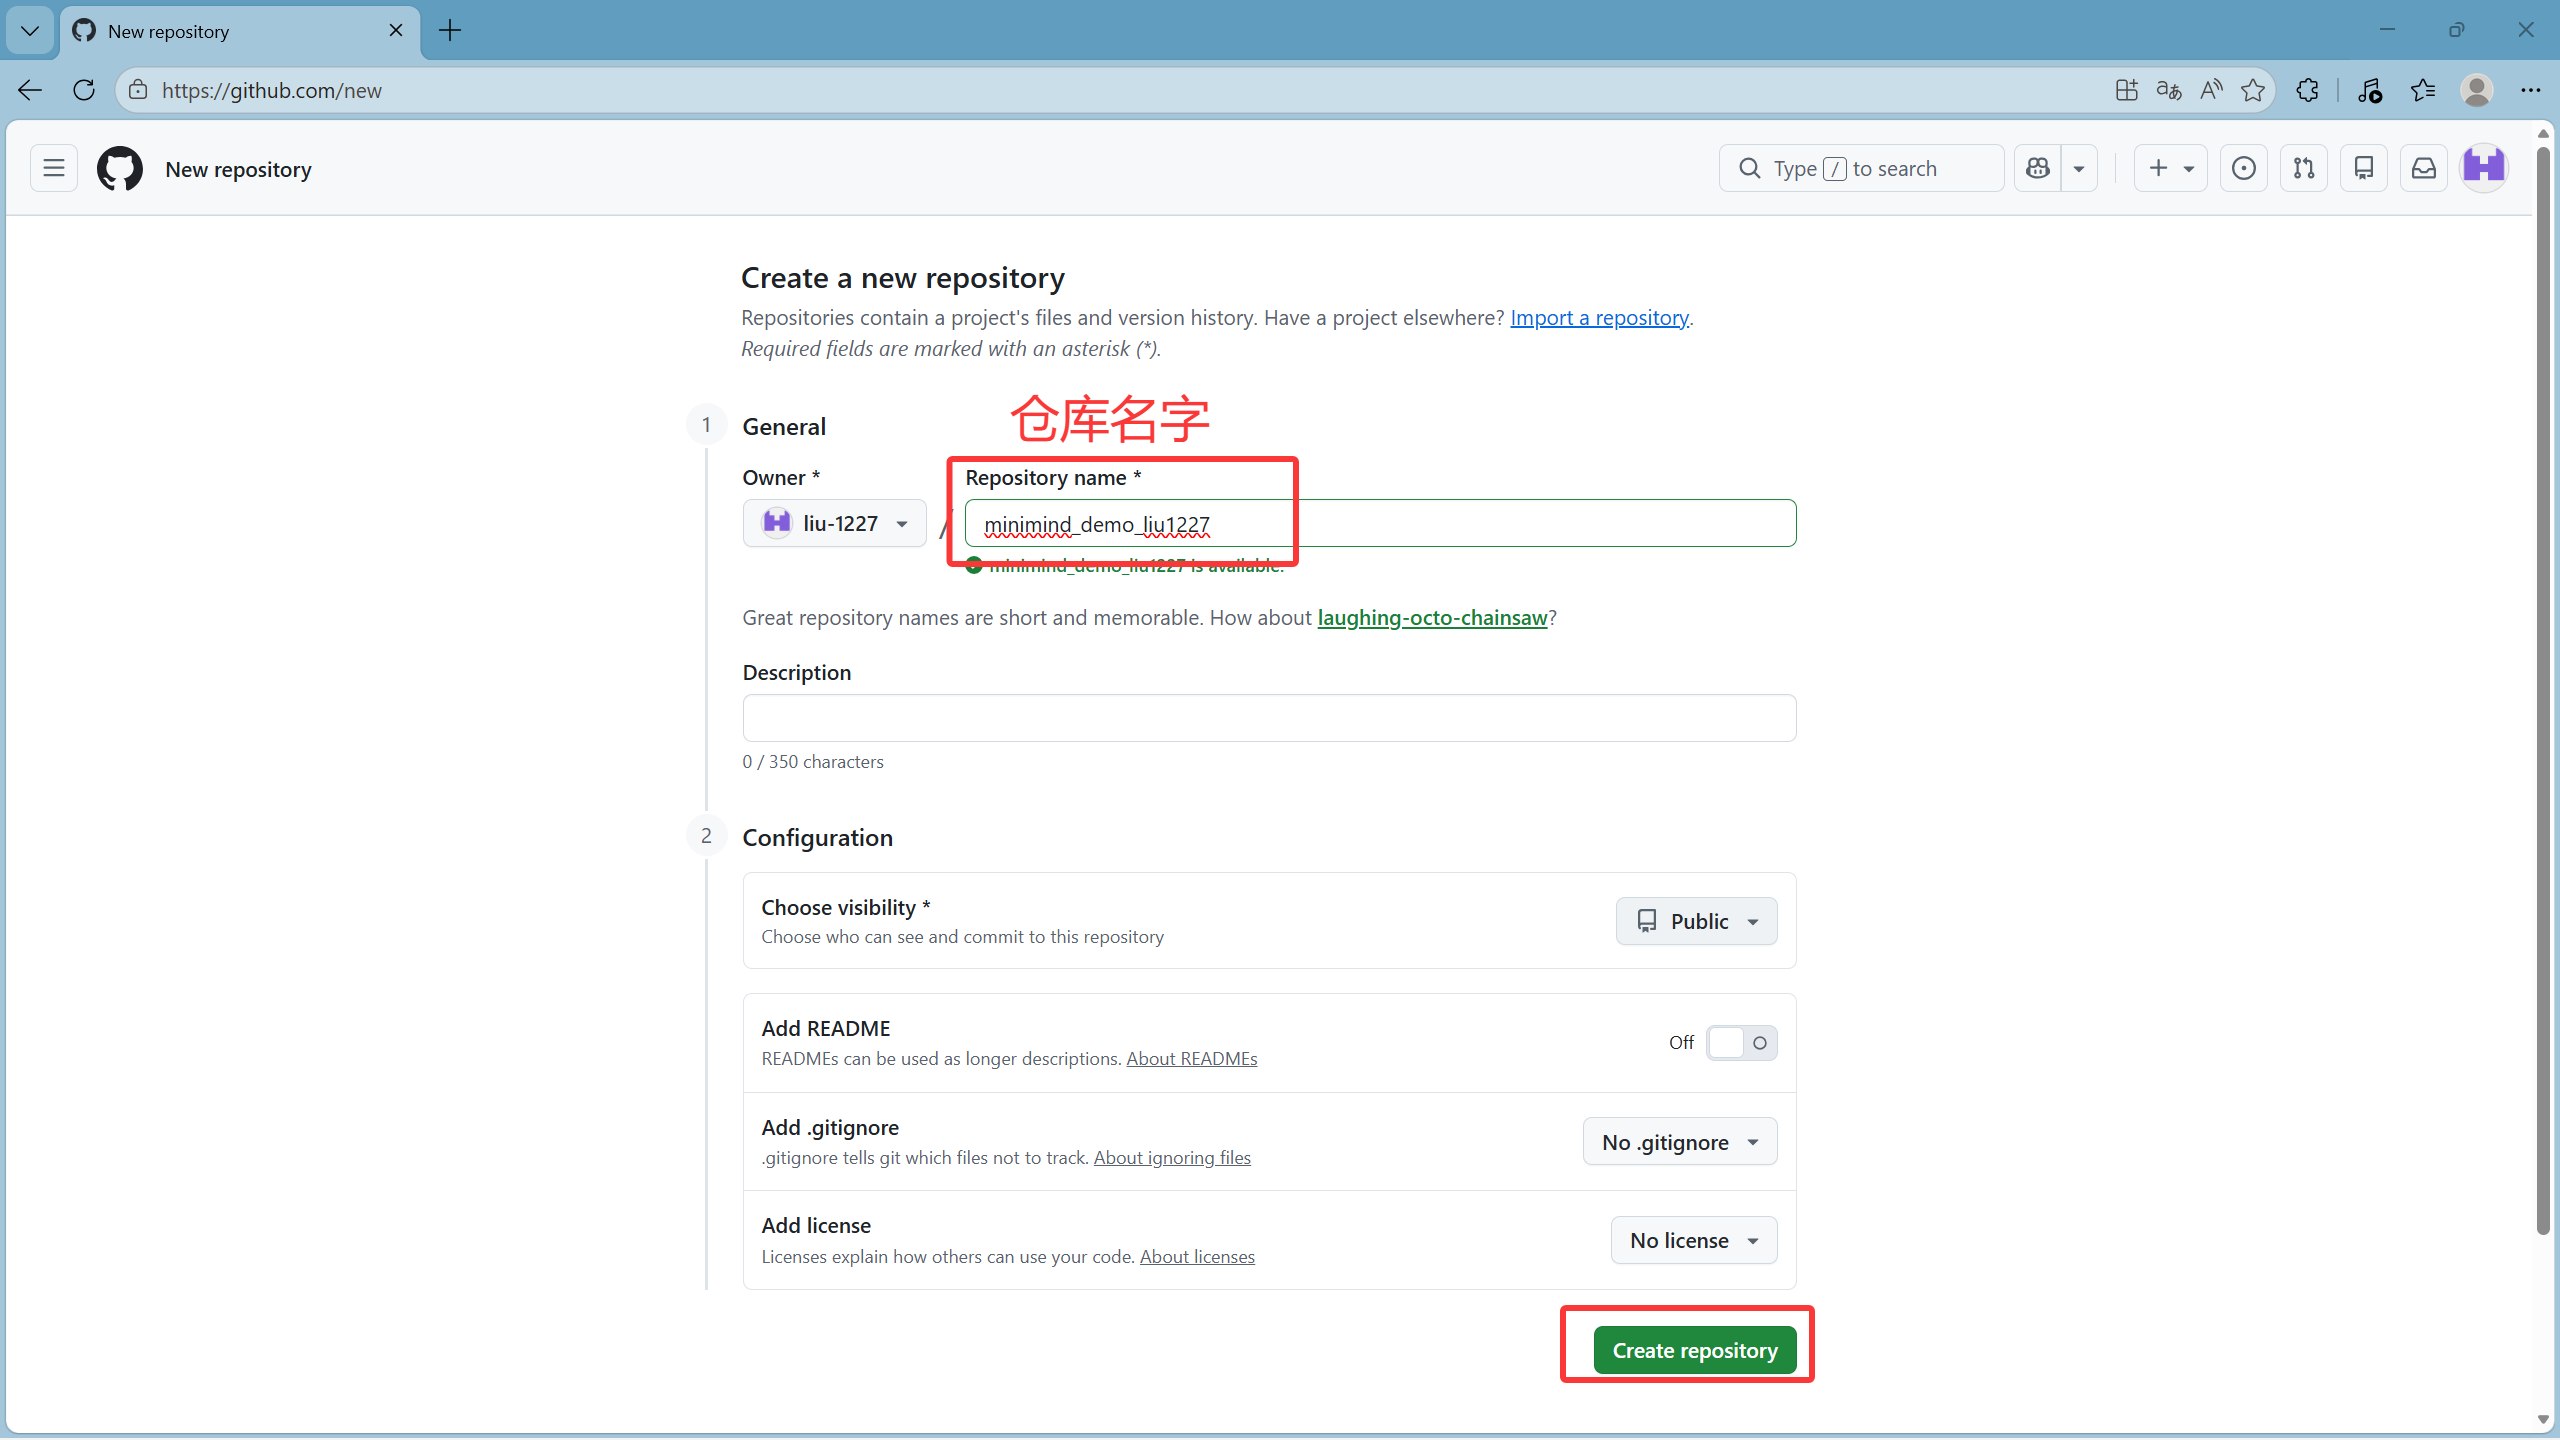 New repository
https://github.com/new
New repository
Type / to search
Create a new repository
Repositories contain a project's files and version history. Have a project elsewhere? Import a repository.
Required fields are marked with an asterisk (*).
仓库名字
1 General
Owner * Repository name *
liu-1227 / minimind_demo_liu1227
minimind_demo_liu1227 is available.
Great repository names are short and memorable. How about laughing-octo-chainsaw?
Description
0 / 350 characters
2 Configuration
Choose visibility *
Choose who can see and commit to this repository
Public
Add README
READMEs can be used as longer descriptions. About READMEs
Off
Add .gitignore
.gitignore tells git which files not to track. About ignoring files
No .gitignore
Add license
Licenses explain how others can use your code. About licenses
No license
Create repository